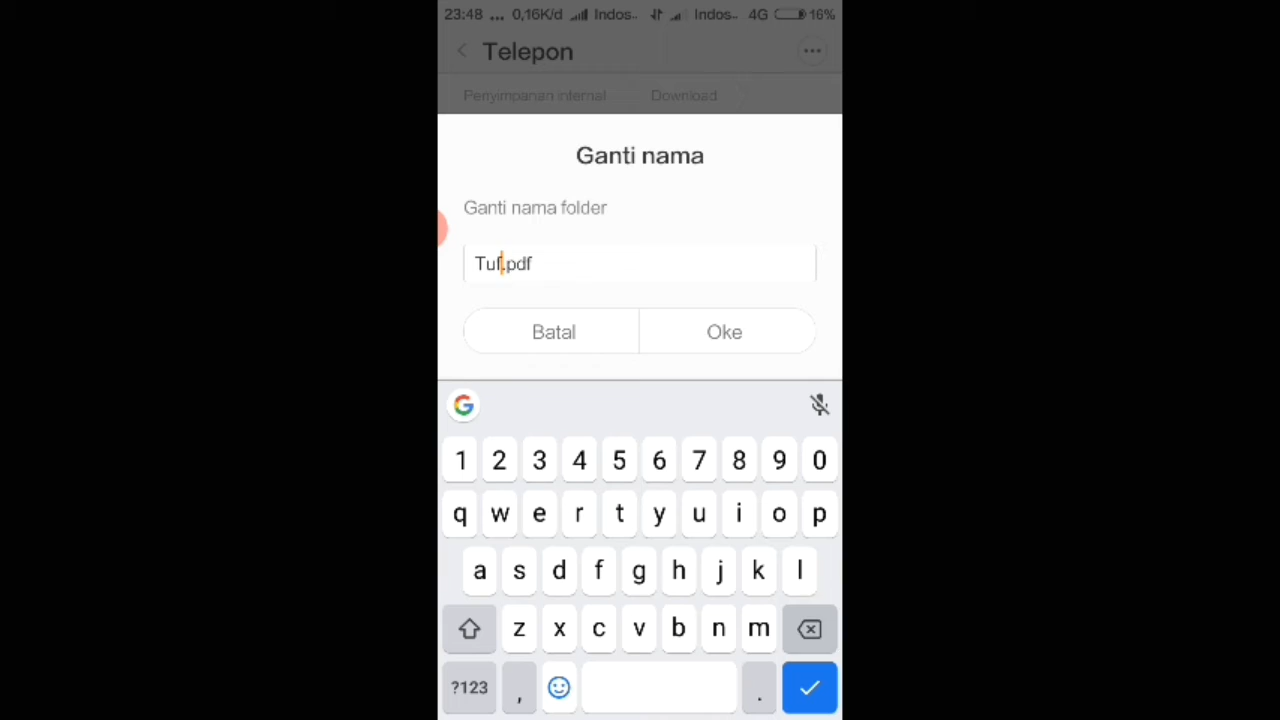 23:48 ... 0,16K/d Indos.. Indos.. 4G 16%
Telepon
Penyimpanan internal Download
Ganti nama
Ganti nama folder
Tuf.pdf
Batal Oke
G
1 2 3 4 5 6 7 8 9 0
q w e r t y u i o p
a s d f g h j k l
z x c v b n m
?123 , .